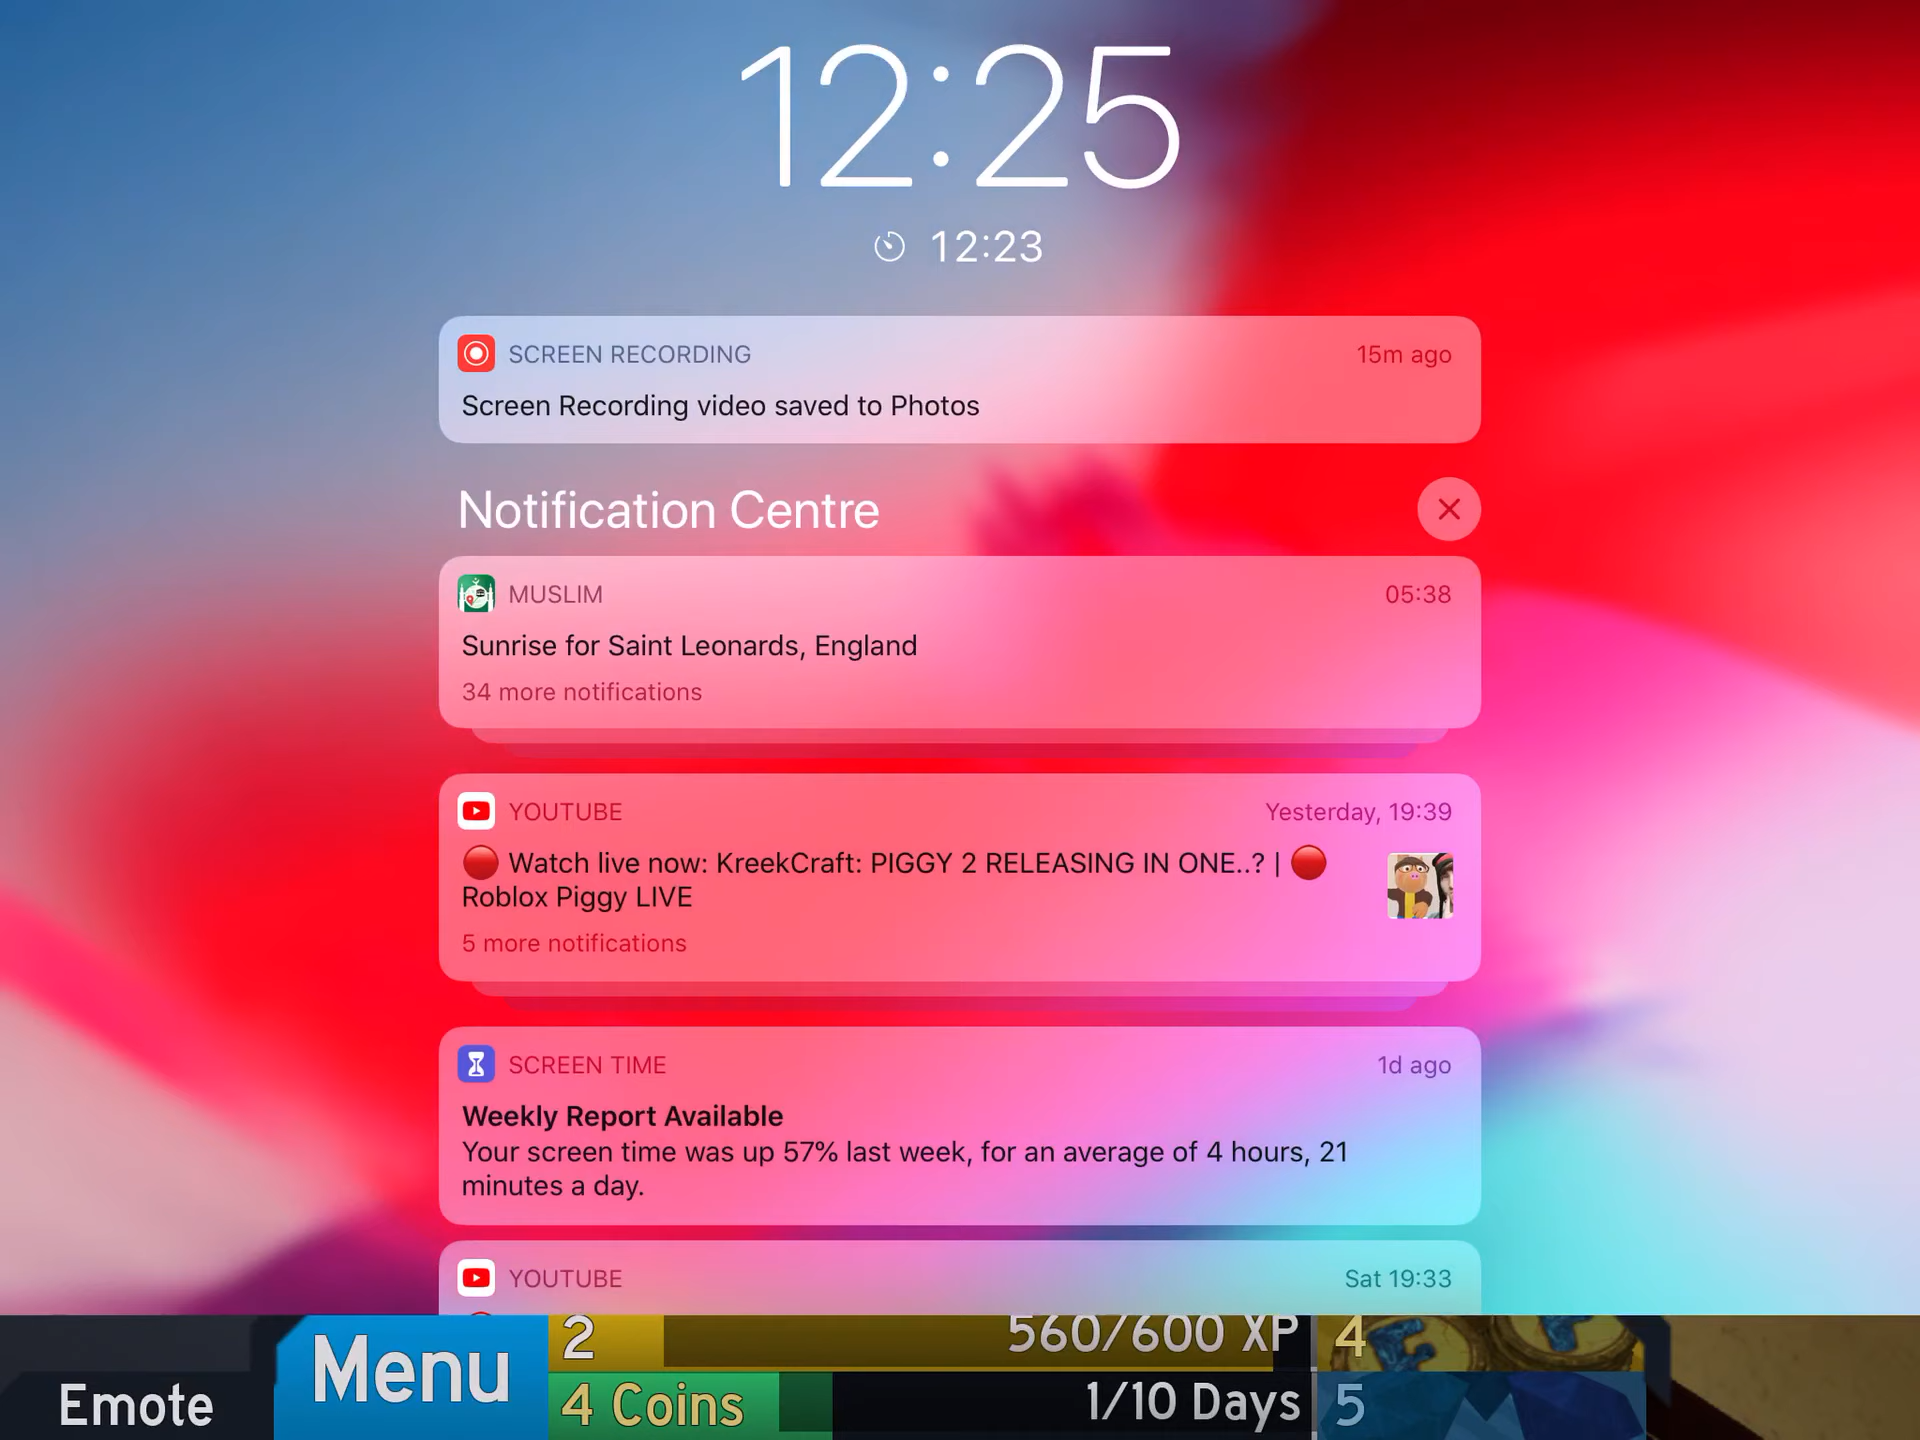 12:25
12:23
SCREEN RECORDING
15m ago
Screen Recording video saved to Photos
Notification Centre
MUSLIM
05:38
Sunrise for Saint Leonards, England
34 more notifications
YOUTUBE
Yesterday, 19:39
🔴 Watch live now: KreekCraft: PIGGY 2 RELEASING IN ONE..? | 🔴
Roblox Piggy LIVE
5 more notifications
SCREEN TIME
1d ago
Weekly Report Available
Your screen time was up 57% last week, for an average of 4 hours, 21
minutes a day.
YOUTUBE
Sat 19:33
Emote
Menu
2
560/600 XP
4
4 Coins
1/10 Days
5